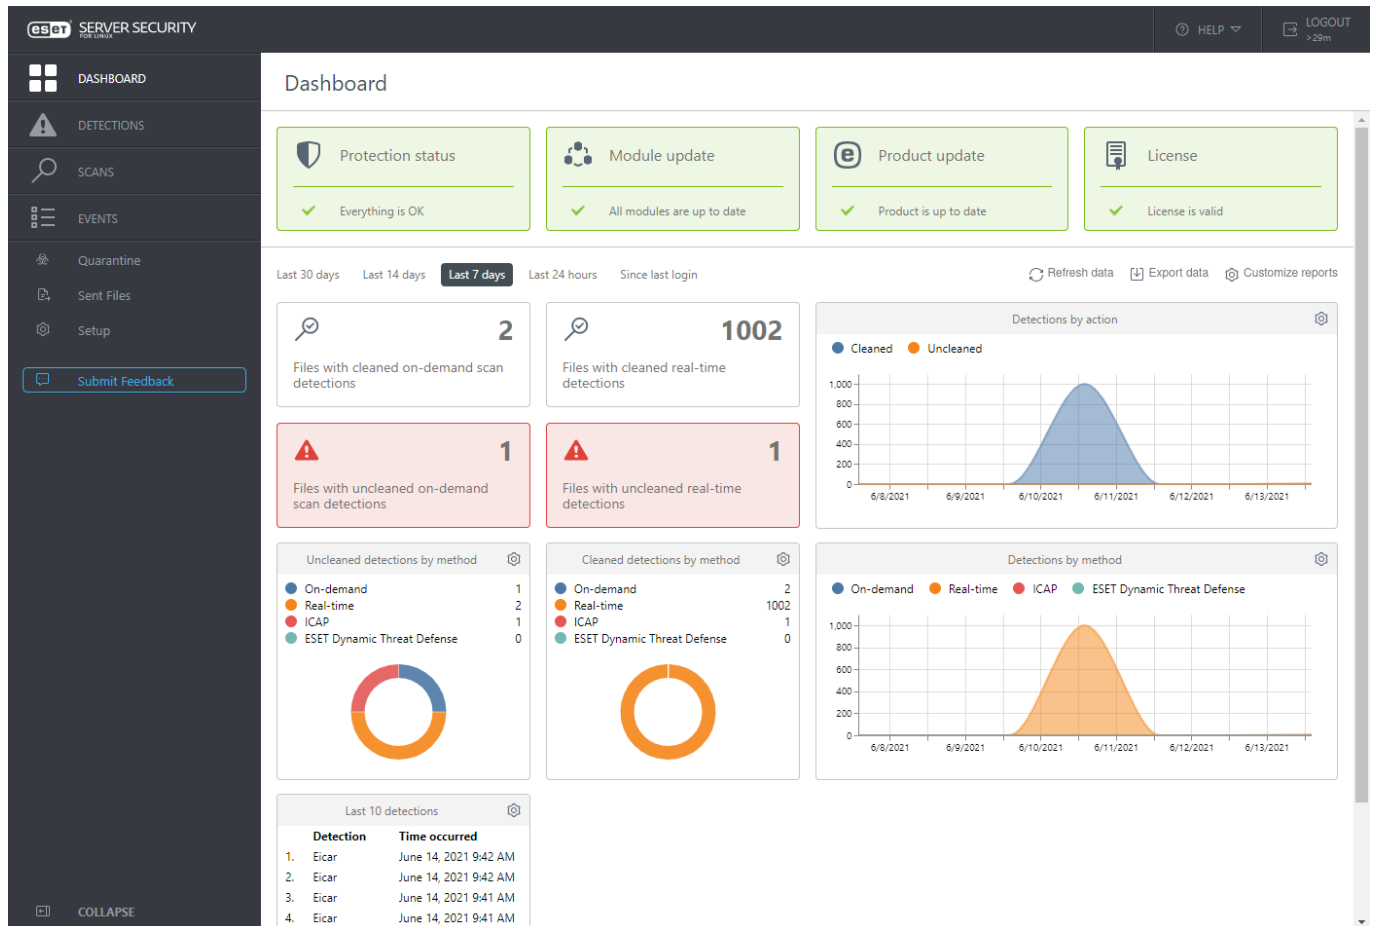 eset SERVER SECURITY
FOR LINUX
HELP
LOGOUT
>29m
DASHBOARD
DETECTIONS
SCANS
EVENTS
Quarantine
Sent Files
Setup
Submit Feedback
COLLAPSE
Dashboard
Protection status
Everything is OK
Module update
All modules are up to date
Product update
Product is up to date
License
License is valid
Last 30 days Last 14 days Last 7 days Last 24 hours Since last login
Refresh data Export data Customize reports
2
Files with cleaned on-demand scan
detections
1002
Files with cleaned real-time
detections
1
Files with uncleaned on-demand
scan detections
1
Files with uncleaned real-time
detections
Detections by action
Cleaned Uncleaned
1,000
800
600
400
200
0
6/8/2021 6/9/2021 6/10/2021 6/11/2021 6/12/2021 6/13/2021
Uncleaned detections by method
On-demand 1
Real-time 2
ICAP 1
ESET Dynamic Threat Defense 0
Cleaned detections by method
On-demand 2
Real-time 1002
ICAP 1
ESET Dynamic Threat Defense 0
Detections by method
On-demand Real-time ICAP ESET Dynamic Threat Defense
1,000
800
600
400
200
0
6/8/2021 6/9/2021 6/10/2021 6/11/2021 6/12/2021 6/13/2021
Last 10 detections
Detection Time occurred
1. Eicar June 14, 2021 9:42 AM
2. Eicar June 14, 2021 9:42 AM
3. Eicar June 14, 2021 9:41 AM
4. Eicar June 14, 2021 9:41 AM